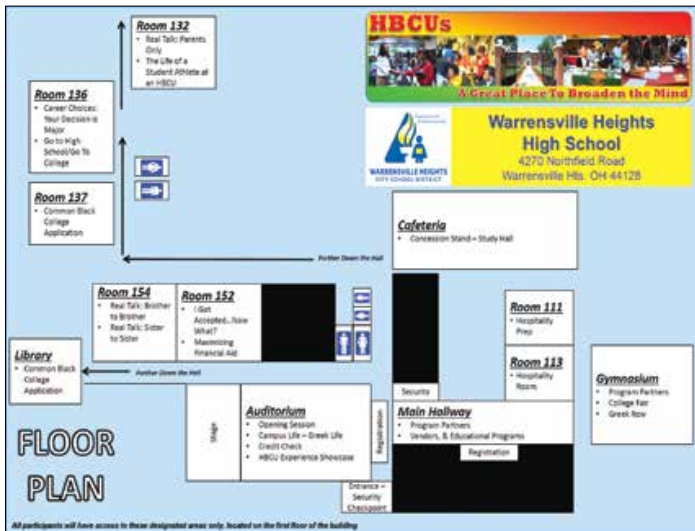 Room 132
• Real Talk: Parents
Only
• The Life of a
Student Athlete at
an HBCU
HBCUs
A Great Place To Broaden the Mind
Room 136
• Career Choices:
Your Decision is
Major
• Go to High
School/Go To
College
WARRENSVILLE HEIGHTS
CITY SCHOOL DISTRICT
Warrensville Heights
High School
4270 Northfield Road
Warrensville Hts. OH 44128
Room 137
• Common Black
College
Application
Cafeteria
• Concession Stand – Study Hall
Further Down the Hall
Room 154
• Real Talk: Brother
to Brother
• Real Talk: Sister
to Sister
Room 152
• I Got
Accepted...Now
What?
• Maximizing
Financial Aid
Room 111
• Hospitality
Prep
Room 113
• Hospitality
Room
Library
• Common Black
College
Application
Further Down the Hall
Gymnasium
• Program Partners
• College Fair
• Greek Row
Security
Stage
Auditorium
• Opening Session
• Campus Life – Greek Life
• Credit Check
• HBCU Experience Showcase
Registration
Main Hallway
• Program Partners
• Vendors, & Educational Programs
Registration
FLOOR
PLAN
Entrance –
Security
Checkpoint
All participants will have access to these designated areas only, located on the first floor of the building